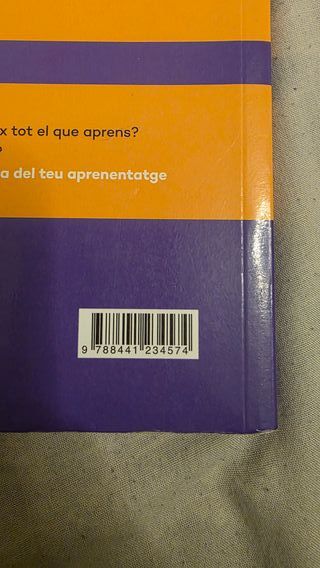 x tot el que aprens?
?
a del teu aprenentatge
9 788441 234574